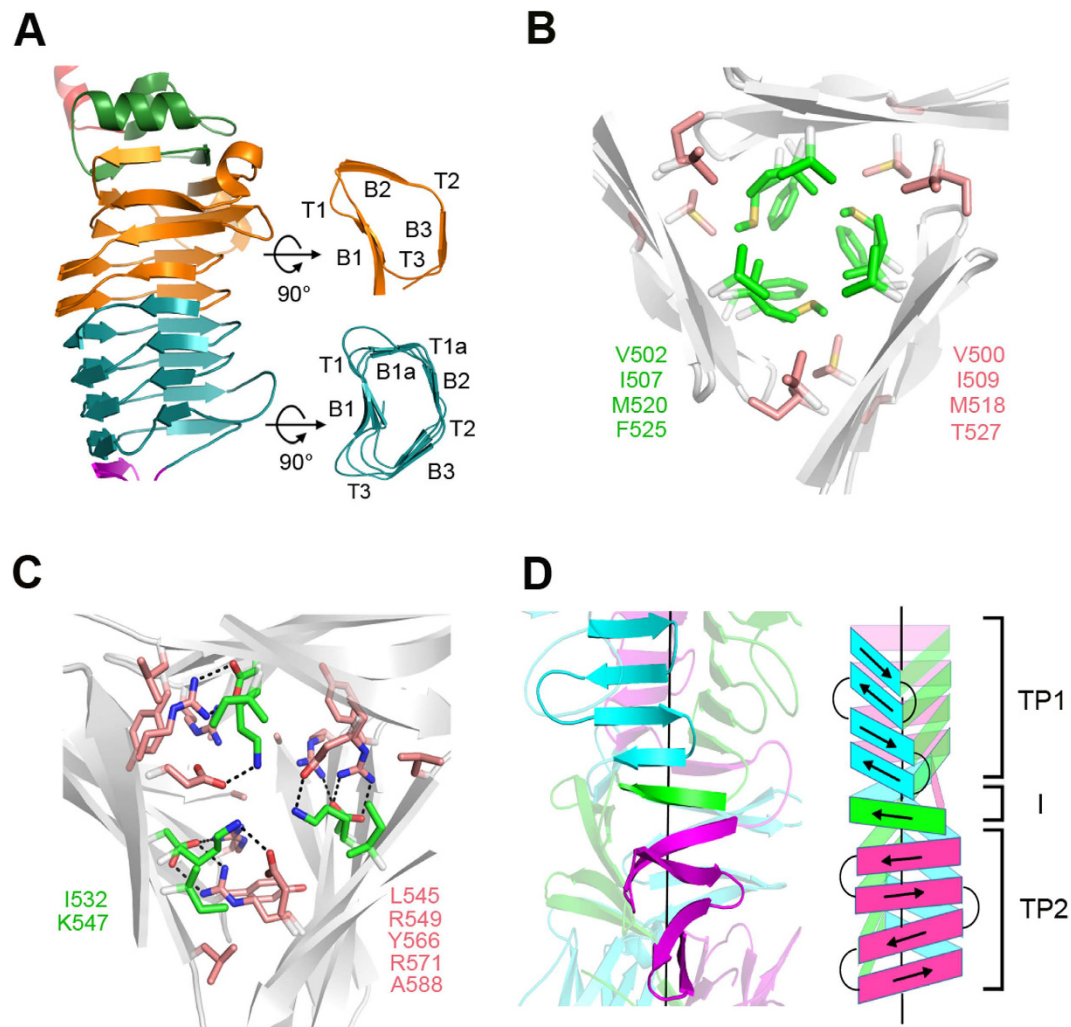 A
B2
T2
T1
B3
B1
T3
90°
T1a
T1
B1a
B2
B1
T2
90°
B3
T3
B
V502
I507
M520
F525
V500
I509
M518
T527
C
I532
K547
L545
R549
Y566
R571
A588
D
TP1
I
TP2